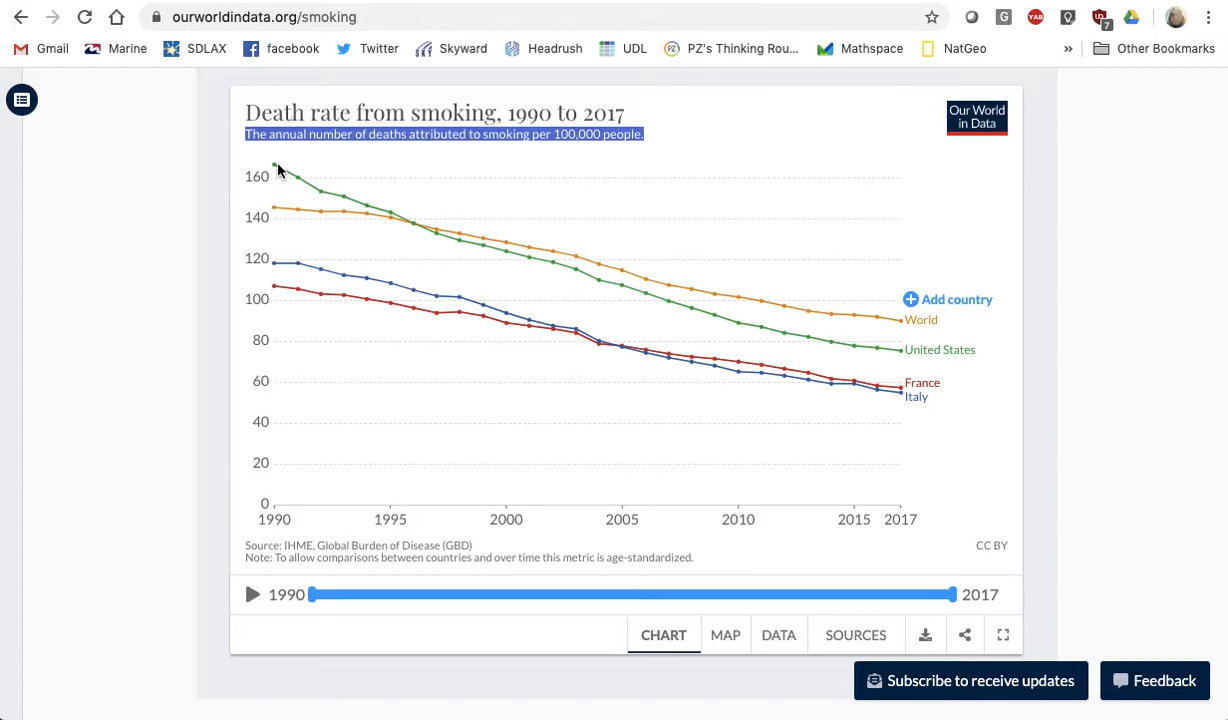 ourworldindata.org/smoking
G
YAB
7
Gmail
Marine
SDLAX
facebook
Twitter
Skyward
Headrush
UDL
PZ
PZ's Thinking Rou...
Mathspace
NatGeo
»
Other Bookmarks
Death rate from smoking, 1990 to 2017
The annual number of deaths attributed to smoking per 100,000 people.
Our World
in Data
160
140
120
100
80
60
40
20
0
Add country
World
United States
France
Italy
1990 1995 2000 2005 2010 2015 2017
Source: IHME, Global Burden of Disease (GBD)
CC BY
Note: To allow comparisons between countries and over time this metric is age-standardized.
1990 2017
CHART MAP DATA SOURCES
Subscribe to receive updates
Feedback